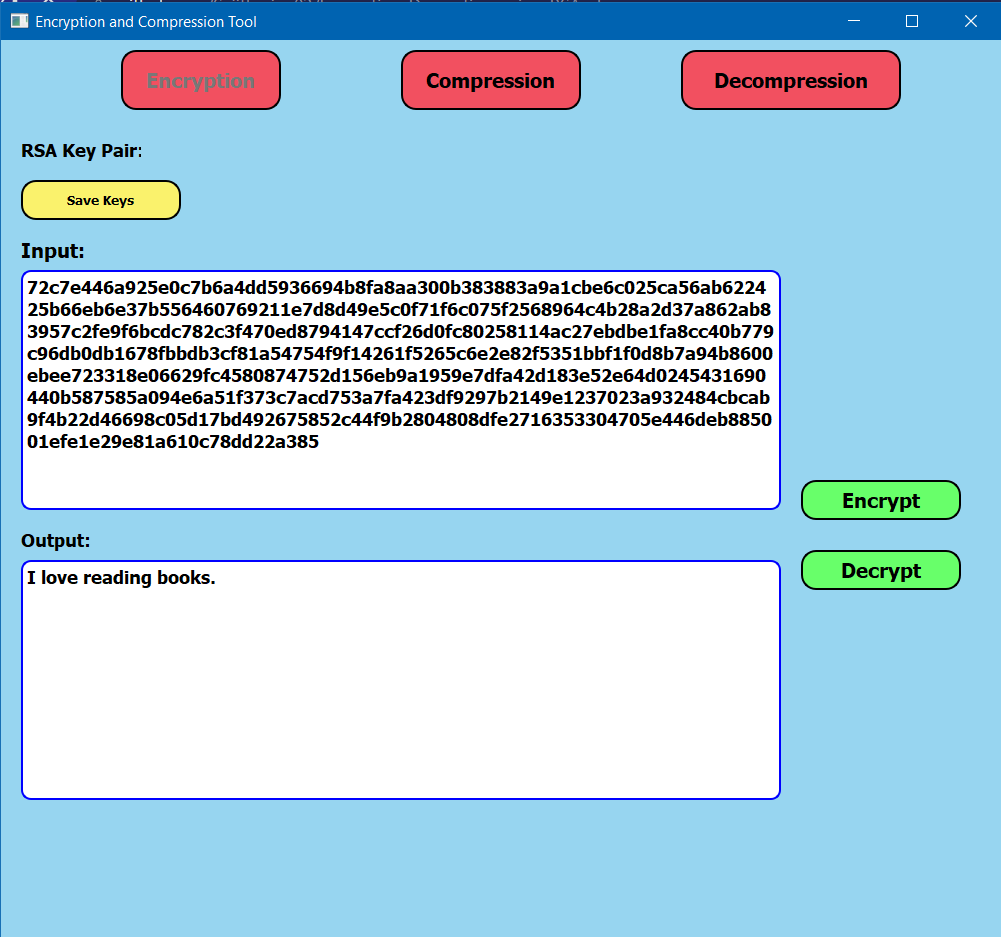 Encryption and Compression Tool
Encryption
Compression
Decompression
RSA Key Pair:
Save Keys
Input:
72c7e446a925e0c7b6a4dd5936694b8fa8aa300b383883a9a1cbe6c025ca56ab6224
25b66eb6e37b556460769211e7d8d49e5c0f71f6c075f2568964c4b28a2d37a862ab8
3957c2fe9f6bcdc782c3f470ed8794147ccf26d0fc80258114ac27ebdbe1fa8cc40b779
c96db0db1678fbbdb3cf81a54754f9f14261f5265c6e2e82f5351bbf1f0d8b7a94b8600
ebee723318e06629fc4580874752d156eb9a1959e7dfa42d183e52e64d0245431690
440b587585a094e6a51f373c7acd753a7fa423df9297b2149e1237023a932484cbcab
9f4b22d46698c05d17bd492675852c44f9b2804808dfe2716353304705e446deb8850
01efe1e29e81a610c78dd22a385
Encrypt
Output:
Decrypt
I love reading books.